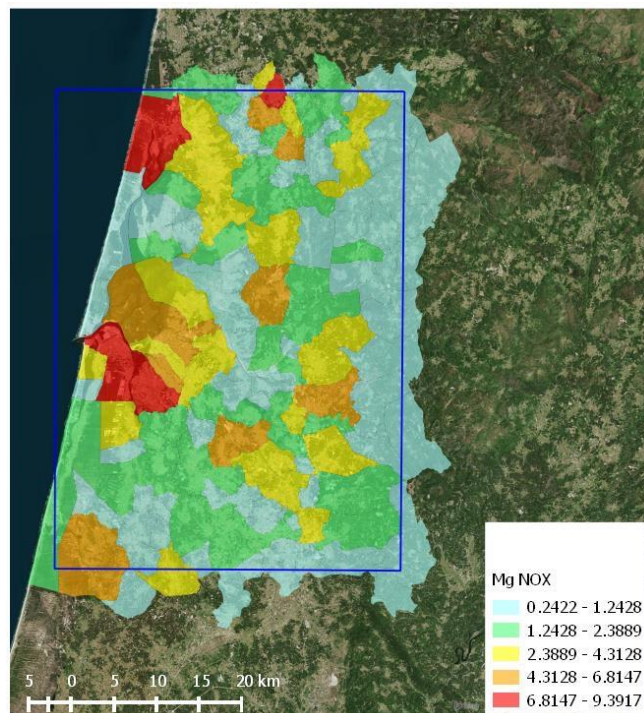 Mg NOX
0.2422 - 1.2428
1.2428 - 2.3889
2.3889 - 4.3128
4.3128 - 6.8147
6.8147 - 9.3917
5 0 5 10 15 20 km